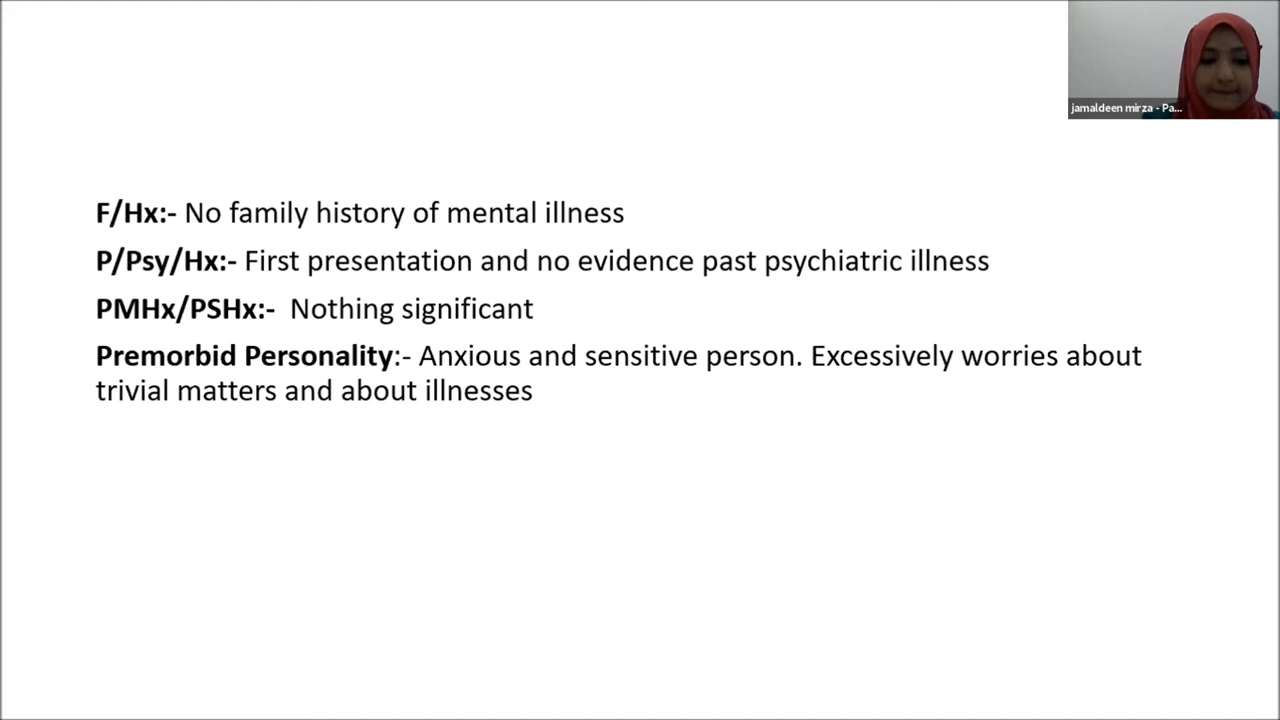 jamaldeen mirza - Pa...
F/Hx:- No family history of mental illness
P/Psy/Hx:- First presentation and no evidence past psychiatric illness
PMHx/PSHx:- Nothing significant
Premorbid Personality:- Anxious and sensitive person. Excessively worries about
trivial matters and about illnesses